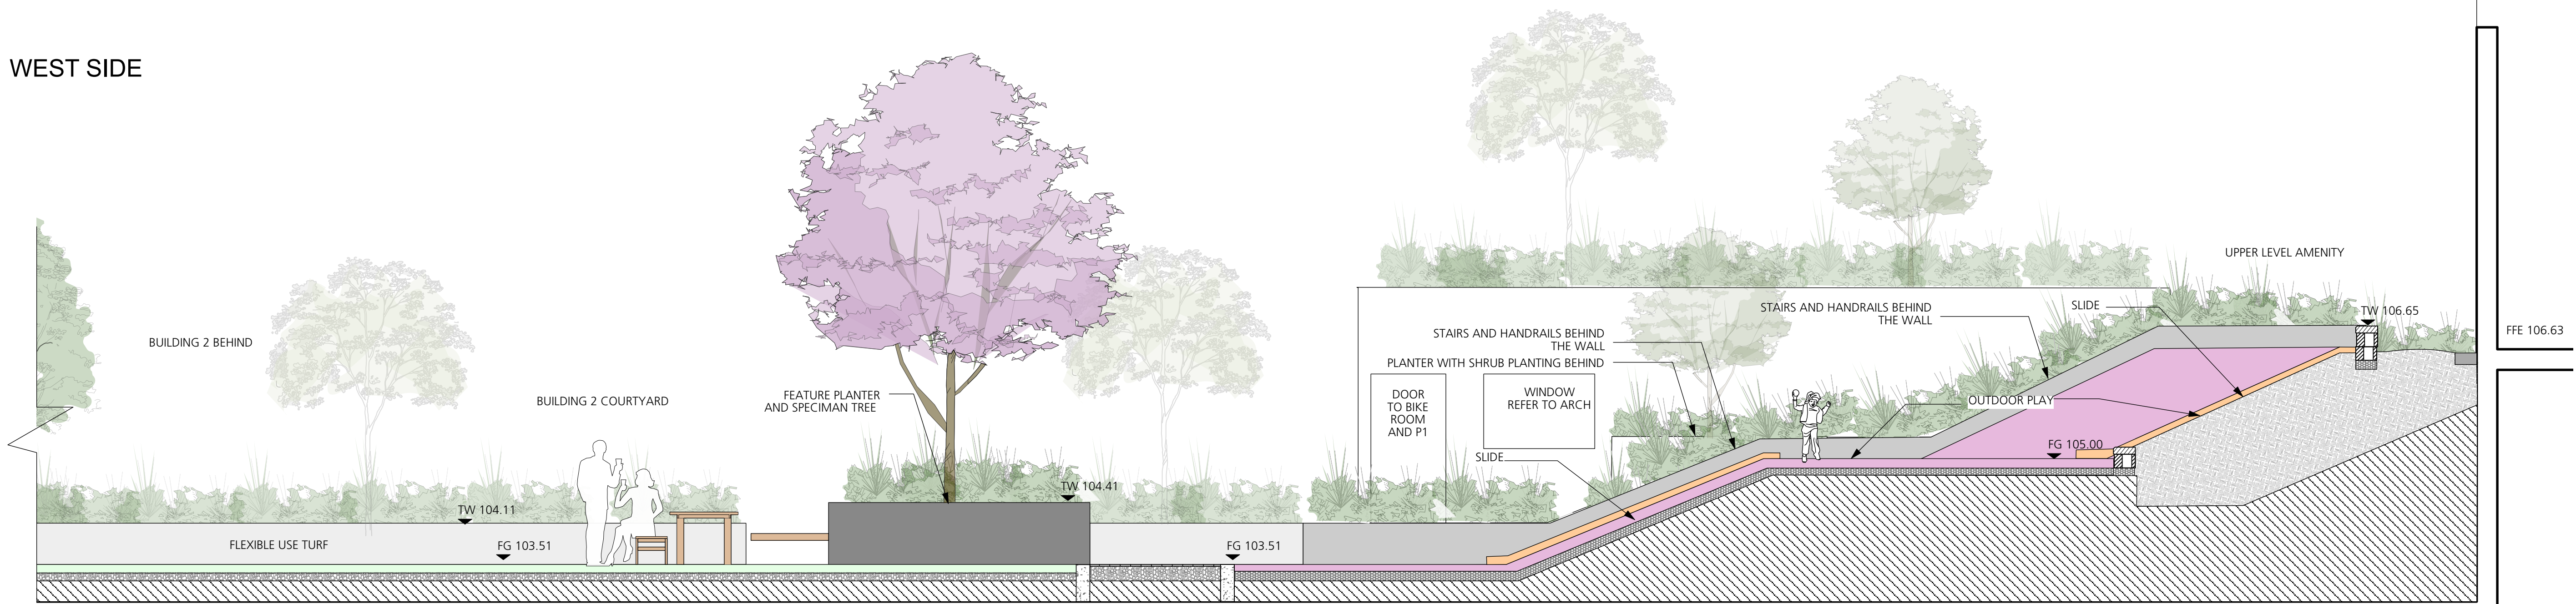 WEST SIDE
BUILDING 2 BEHIND
BUILDING 2 COURTYARD
FEATURE PLANTER
AND SPECIMAN TREE
TW 104.11
FLEXIBLE USE TURF
FG 103.51
TW 104.41
FG 103.51
STAIRS AND HANDRAILS BEHIND
THE WALL
PLANTER WITH SHRUB PLANTING BEHIND
DOOR
TO BIKE
ROOM
AND P1
WINDOW
REFER TO ARCH
SLIDE
STAIRS AND HANDRAILS BEHIND
THE WALL
SLIDE
OUTDOOR PLAY
FG 105.00
UPPER LEVEL AMENITY
TW 106.65
FFE 106.63